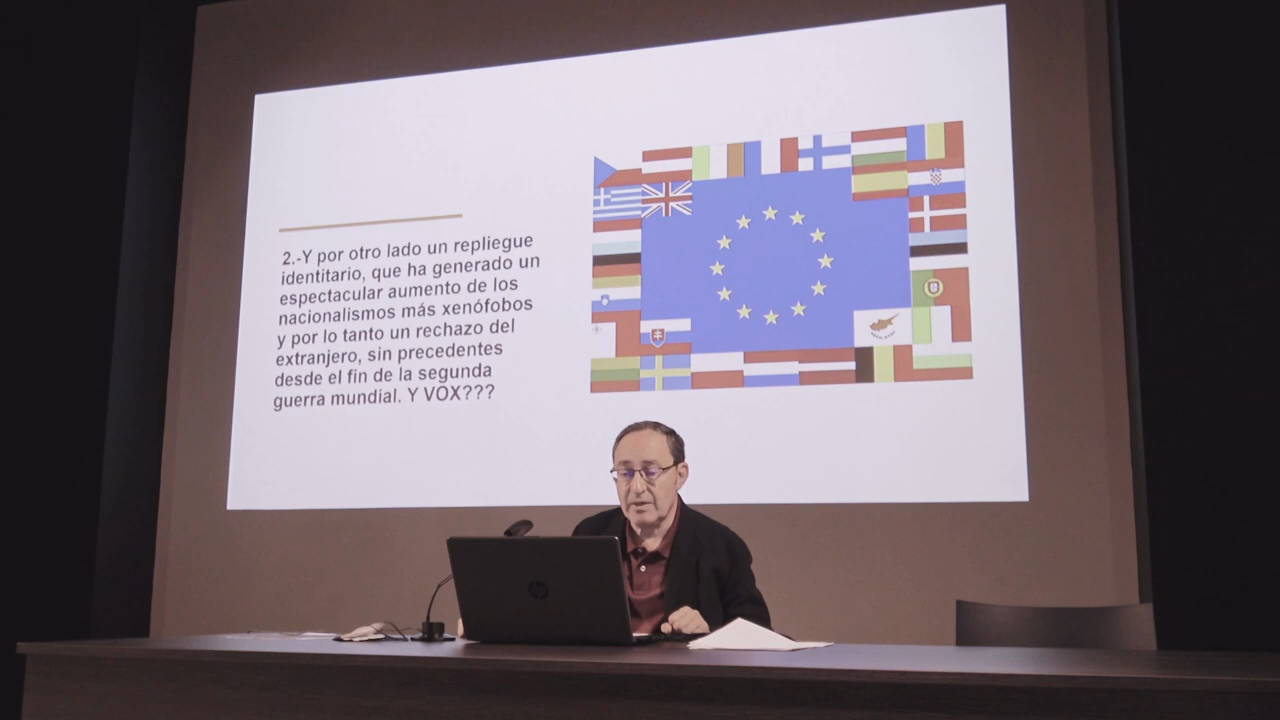 2.-Y por otro lado un repliegue
identitario, que ha generado un
espectacular aumento de los
nacionalismos más xenófobos
y por lo tanto un rechazo del
extranjero, sin precedentes
desde el fin de la segunda
guerra mundial. Y VOX???
hp